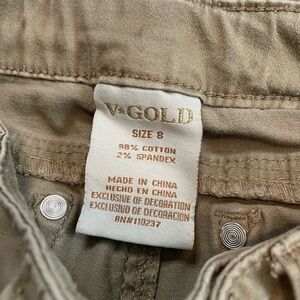 V★GOLD
SIZE 8
98% COTTON
2% SPANDEX
MADE IN CHINA
HECHO EN CHINA
EXCLUSIVE OF DECORATION
EXCLUSIVO DE DECORACION
RN#110237